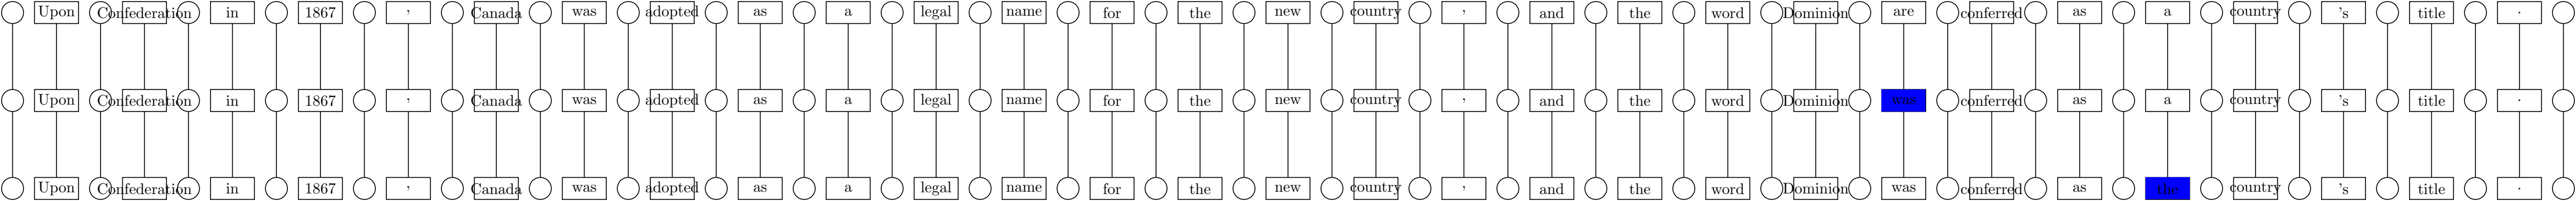 Upon Confederation in 1867 , Canada was adopted as a legal name for the new country , and the word Dominion are conferred as a country 's title .
Upon Confederation in 1867 , Canada was adopted as a legal name for the new country , and the word Dominion was conferred as a country 's title .
Upon Confederation in 1867 , Canada was adopted as a legal name for the new country , and the word Dominion was conferred as the country 's title .